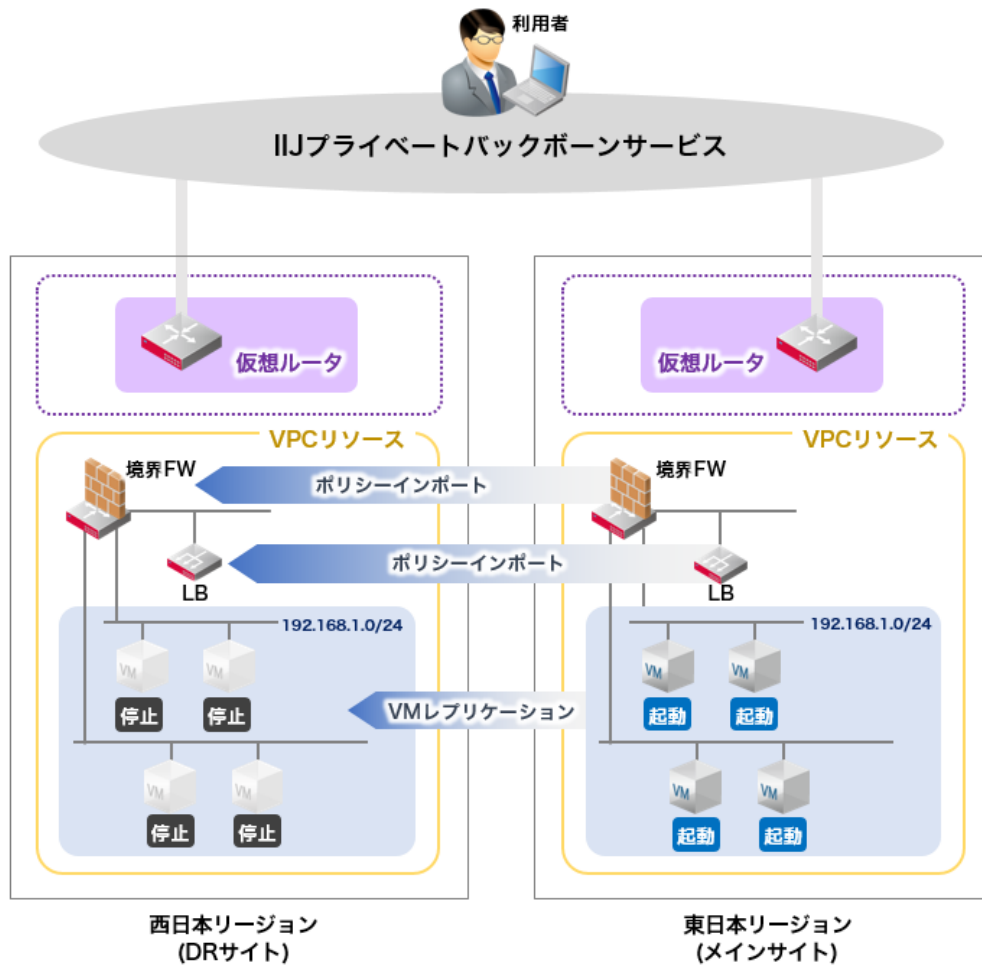 利用者
IIJプライベートバックボーンサービス
仮想ルータ
仮想ルータ
VPCリソース
VPCリソース
境界FW
ポリシーインポート
境界FW
ポリシーインポート
LB
LB
192.168.1.0/24
192.168.1.0/24
VM
VM
VM
VM
停止
停止
VMレプリケーション
起動
起動
VM
VM
VM
VM
停止
停止
起動
起動
西日本リージョン
(DRサイト)
東日本リージョン
(メインサイト)